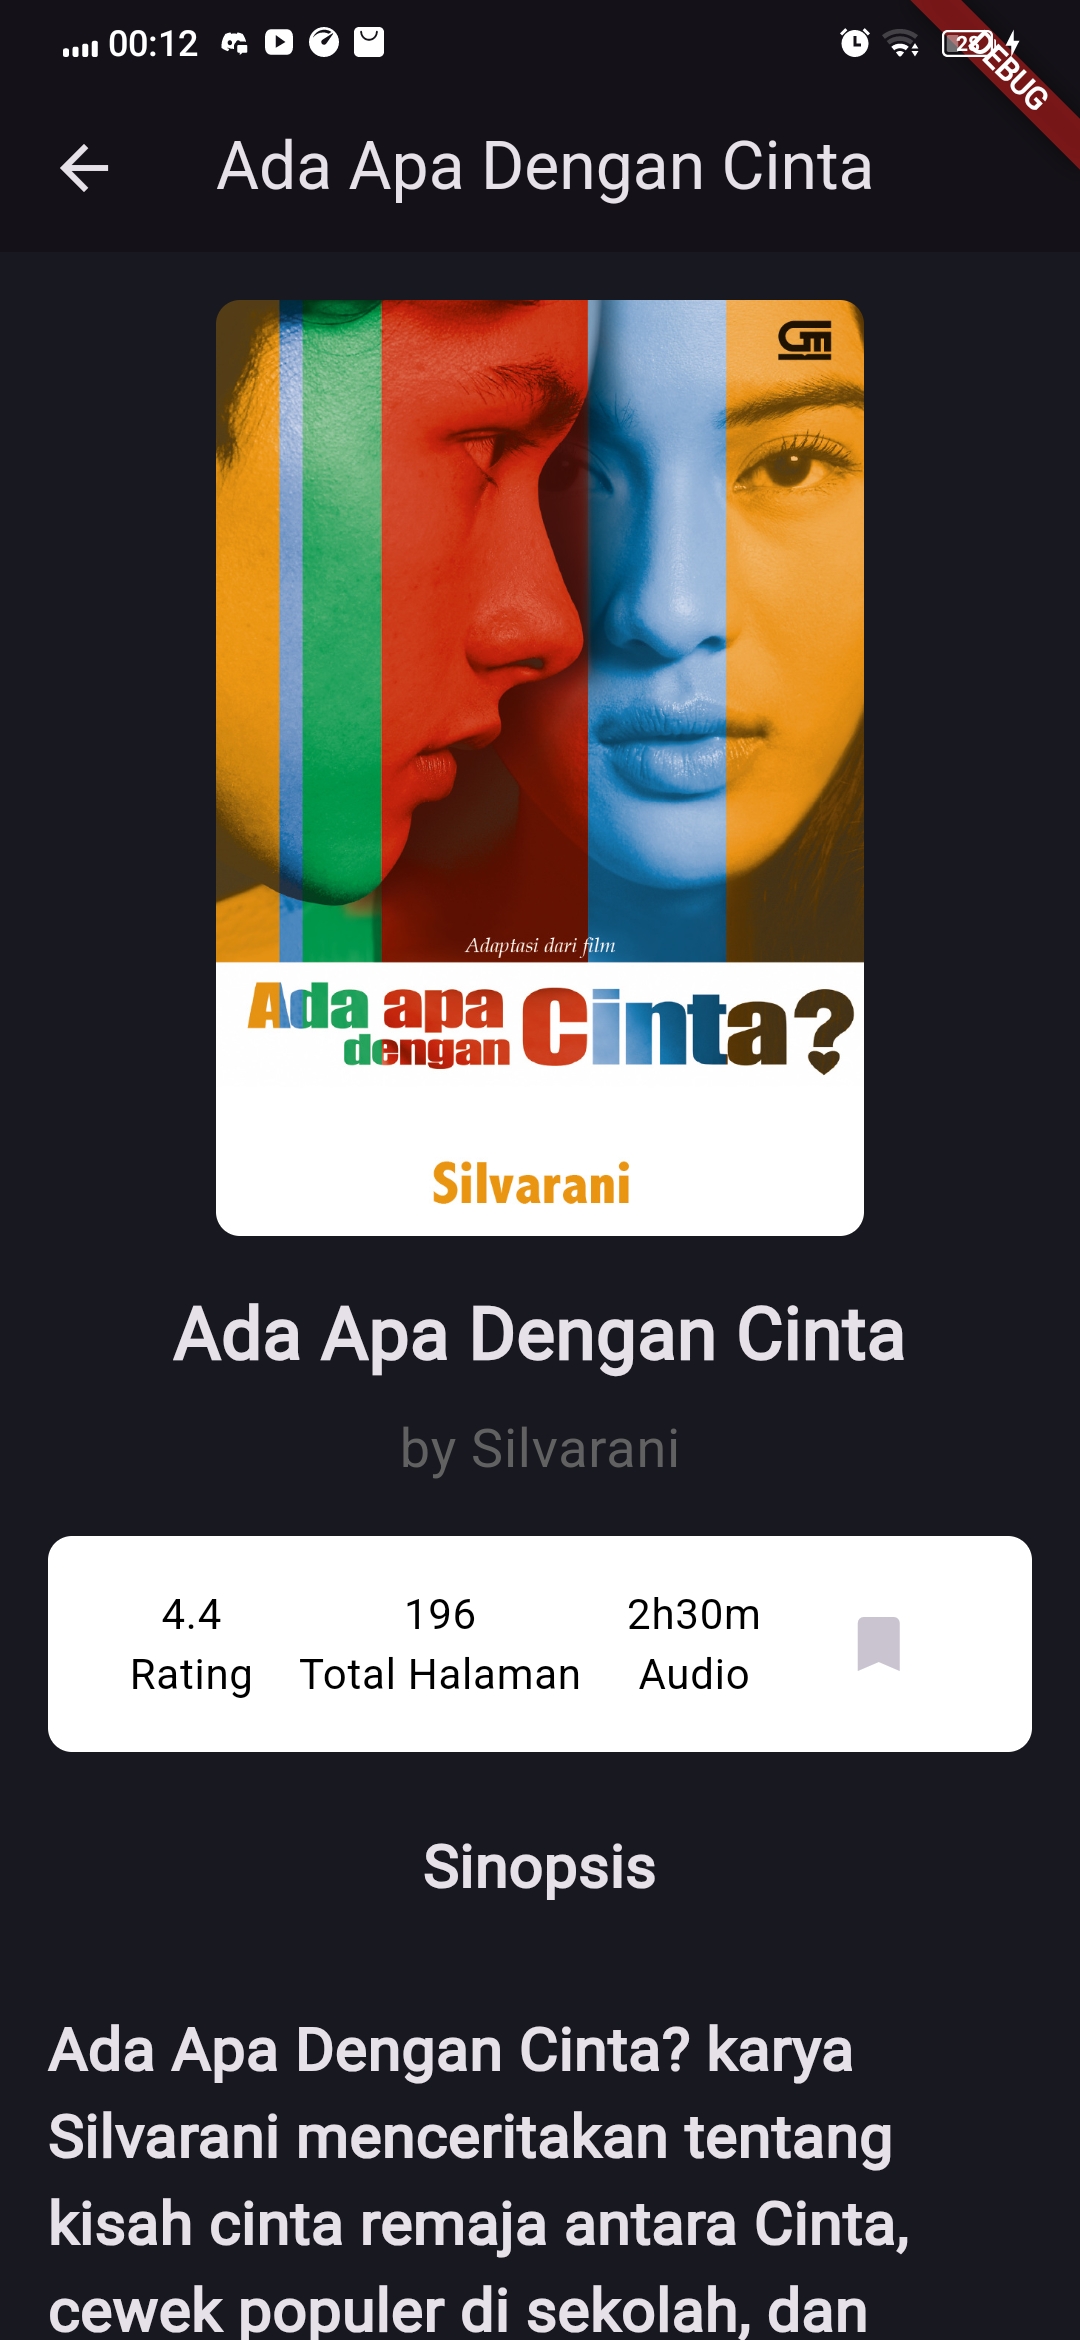 00:12
28
DEBUG
Ada Apa Dengan Cinta
Gm
Adaptasi dari film
Ada apa
dengan Cinta?
Silvarani
Ada Apa Dengan Cinta
by Silvarani
4.4 196 2h30m
Rating Total Halaman Audio
Sinopsis
Ada Apa Dengan Cinta? karya
Silvarani menceritakan tentang
kisah cinta remaja antara Cinta,
cewek populer di sekolah, dan